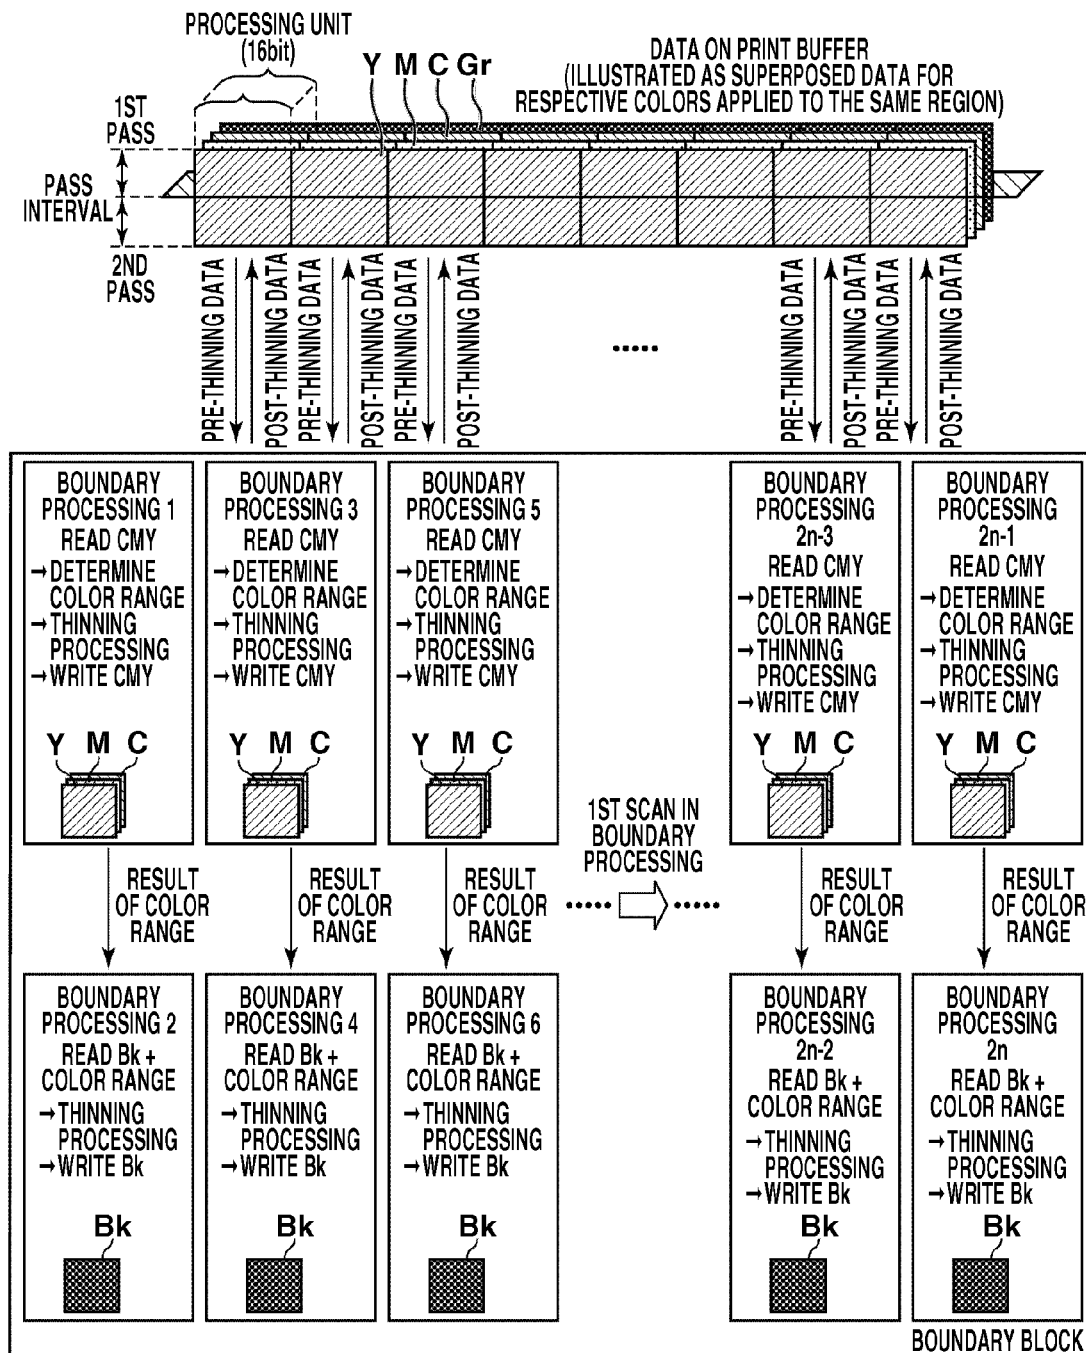 PROCESSING UNIT
(16bit)
Y M C Gr
DATA ON PRINT BUFFER
(ILLUSTRATED AS SUPERPOSED DATA FOR
RESPECTIVE COLORS APPLIED TO THE SAME REGION)
1ST
PASS
PASS
INTERVAL
2ND
PASS
PRE-THINNING DATA
POST-THINNING DATA
PRE-THINNING DATA
POST-THINNING DATA
PRE-THINNING DATA
POST-THINNING DATA
.....
PRE-THINNING DATA
POST-THINNING DATA
PRE-THINNING DATA
POST-THINNING DATA
BOUNDARY
PROCESSING 1
READ CMY
→DETERMINE
COLOR RANGE
→THINNING
PROCESSING
→WRITE CMY
Y M C
BOUNDARY
PROCESSING 3
READ CMY
→DETERMINE
COLOR RANGE
→THINNING
PROCESSING
→WRITE CMY
Y M C
BOUNDARY
PROCESSING 5
READ CMY
→DETERMINE
COLOR RANGE
→THINNING
PROCESSING
→WRITE CMY
Y M C
BOUNDARY
PROCESSING
2n-3
READ CMY
→DETERMINE
COLOR RANGE
→THINNING
PROCESSING
→WRITE CMY
Y M C
BOUNDARY
PROCESSING
2n-1
READ CMY
→DETERMINE
COLOR RANGE
→THINNING
PROCESSING
→WRITE CMY
Y M C
1ST SCAN IN
BOUNDARY
PROCESSING
..... .....
RESULT
OF COLOR
RANGE
RESULT
OF COLOR
RANGE
RESULT
OF COLOR
RANGE
RESULT
OF COLOR
RANGE
RESULT
OF COLOR
RANGE
BOUNDARY
PROCESSING 2
READ Bk +
COLOR RANGE
→THINNING
PROCESSING
→WRITE Bk
Bk
BOUNDARY
PROCESSING 4
READ Bk +
COLOR RANGE
→THINNING
PROCESSING
→WRITE Bk
Bk
BOUNDARY
PROCESSING 6
READ Bk +
COLOR RANGE
→THINNING
PROCESSING
→WRITE Bk
Bk
BOUNDARY
PROCESSING
2n-2
READ Bk +
COLOR RANGE
→THINNING
PROCESSING
→WRITE Bk
Bk
BOUNDARY
PROCESSING
2n
READ Bk +
COLOR RANGE
→THINNING
PROCESSING
→WRITE Bk
Bk
BOUNDARY BLOCK